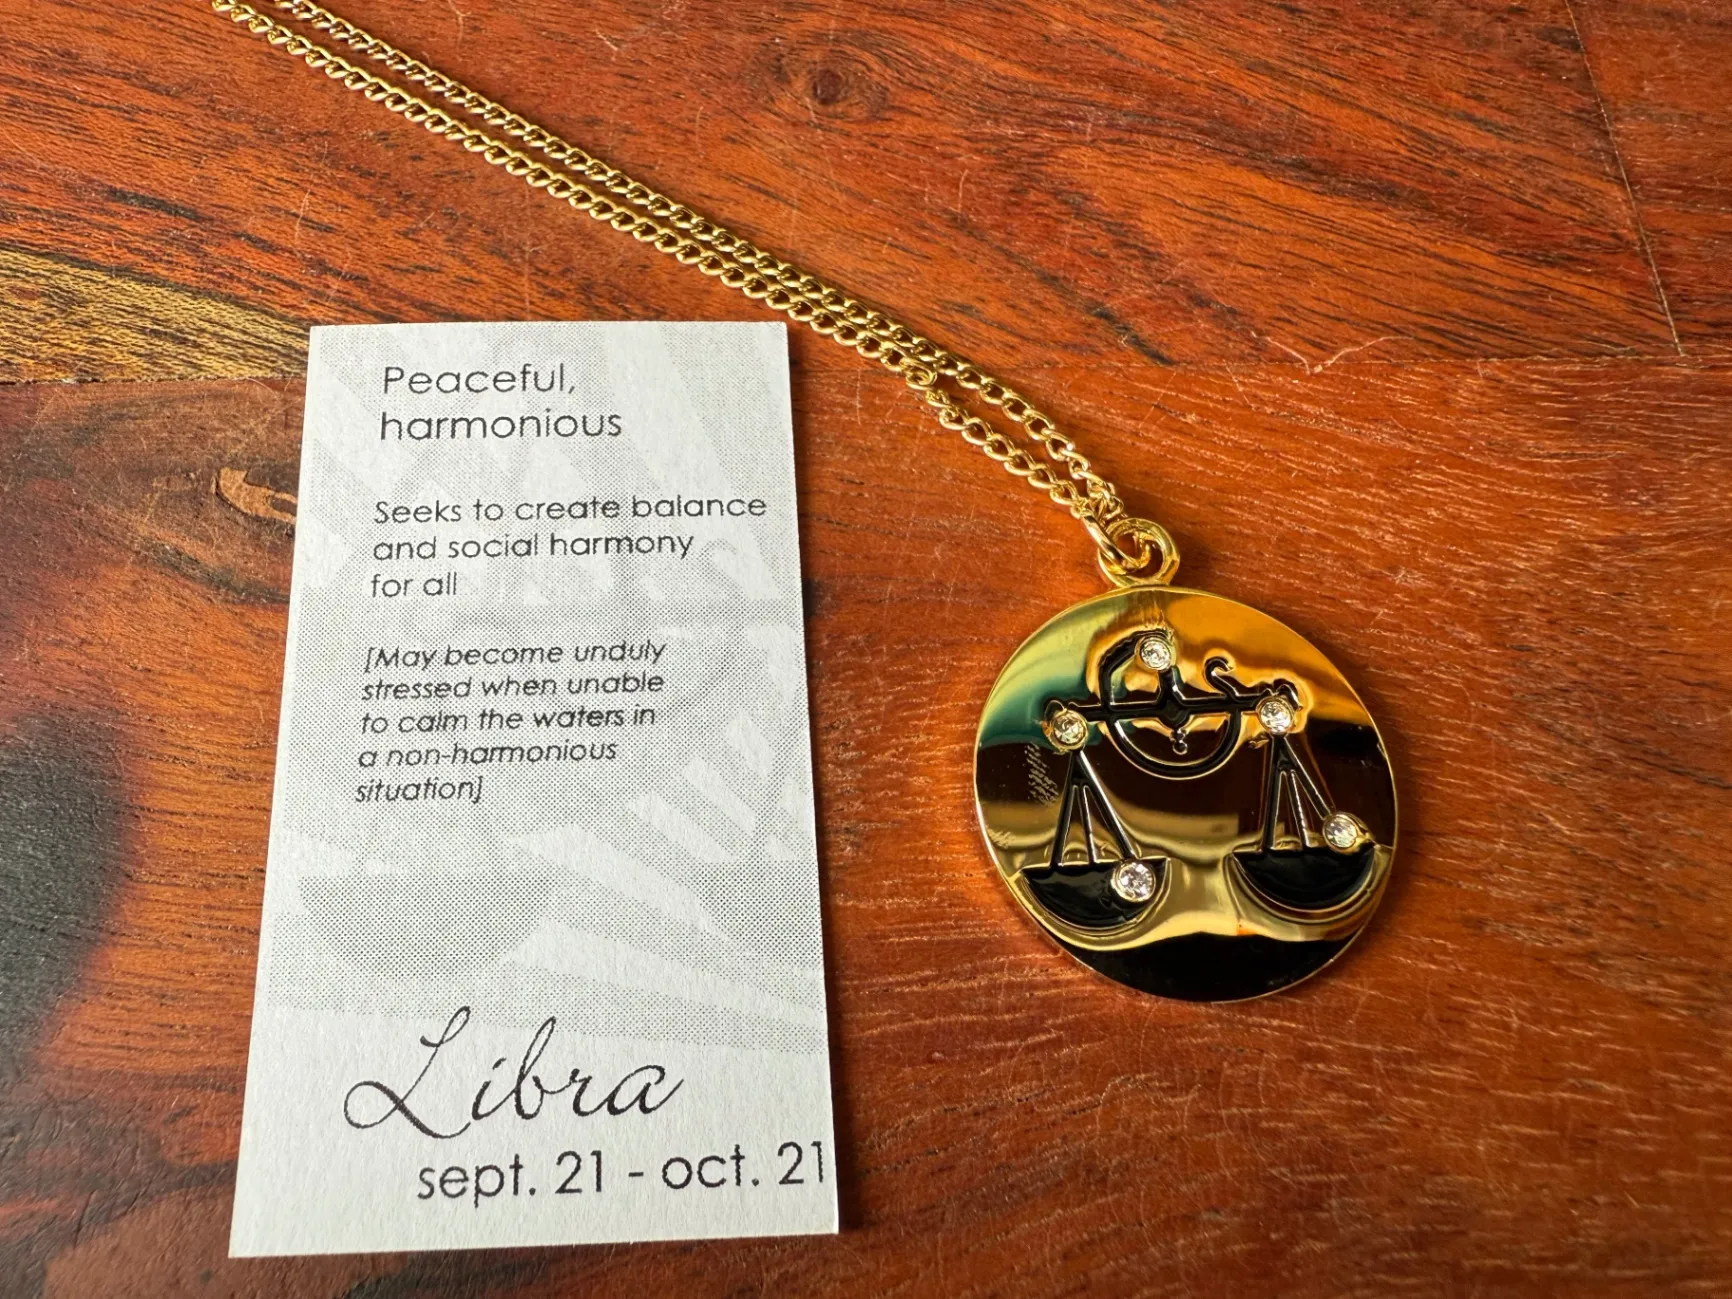 Peaceful,
harmonious
Seeks to create balance
and social harmony
for all
[May become unduly
stressed when unable
to calm the waters in
a non-harmonious
situation]
Libra
sept. 21 - oct. 21